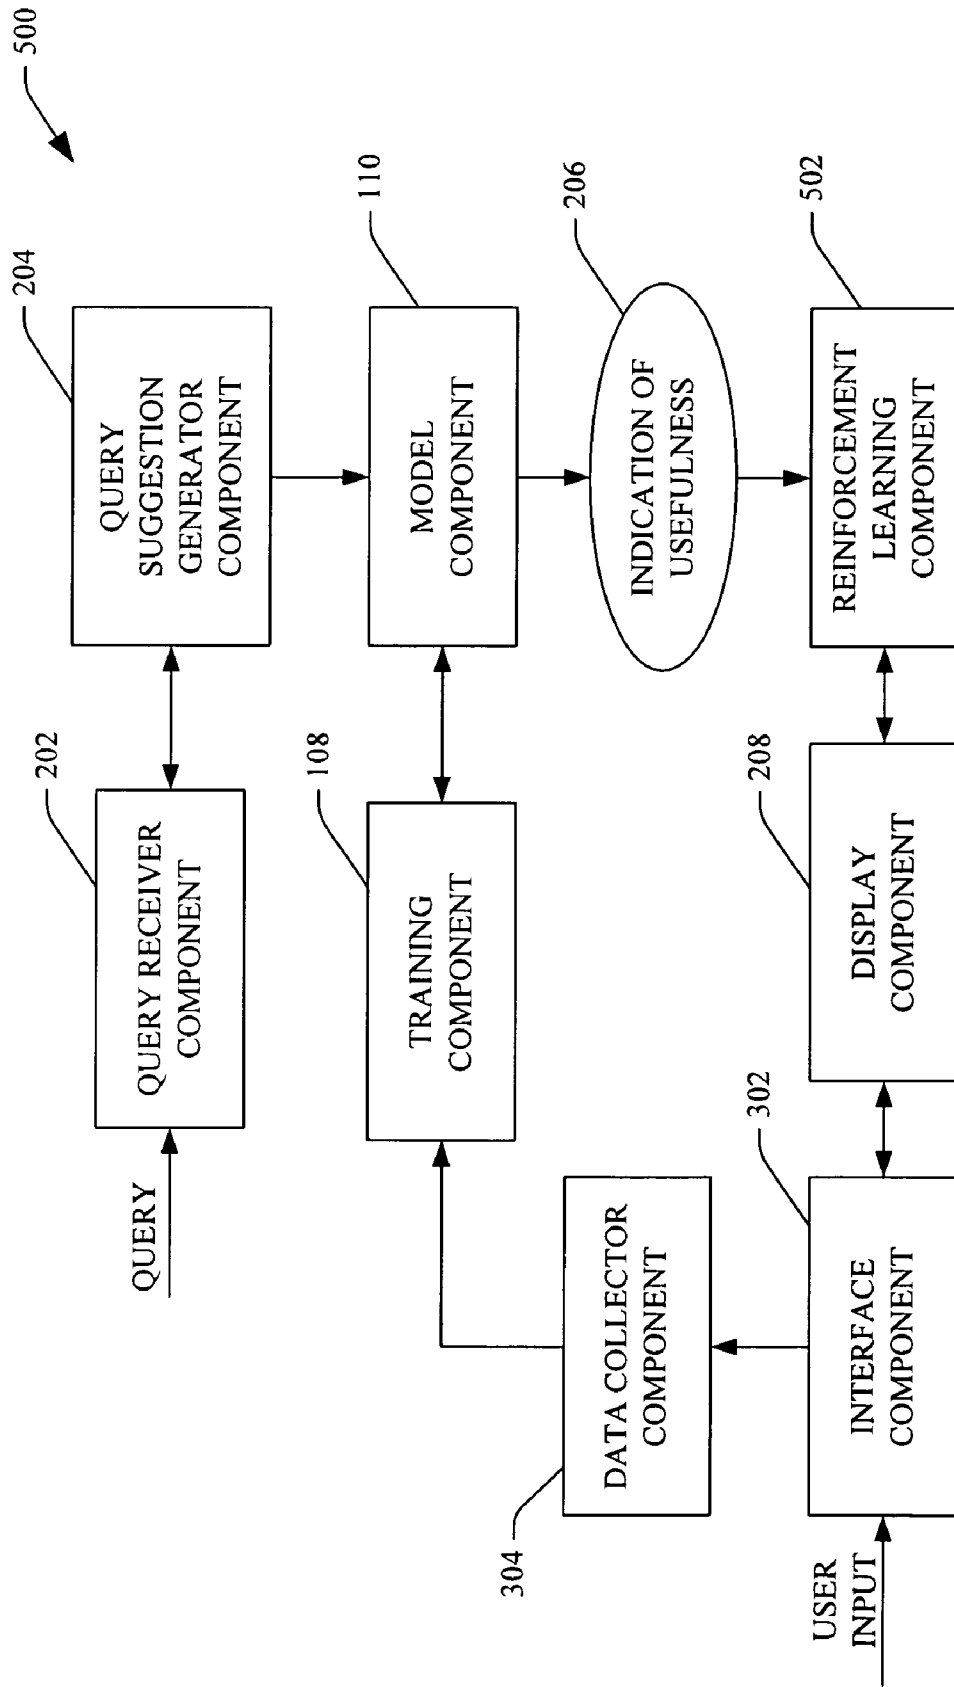 500
204
QUERY
SUGGESTION
GENERATOR
COMPONENT
202
QUERY RECEIVER
COMPONENT
QUERY
110
MODEL
COMPONENT
108
TRAINING
COMPONENT
206
INDICATION OF
USEFULNESS
304
DATA COLLECTOR
COMPONENT
502
REINFORCEMENT
LEARNING
COMPONENT
208
DISPLAY
COMPONENT
302
INTERFACE
COMPONENT
USER
INPUT